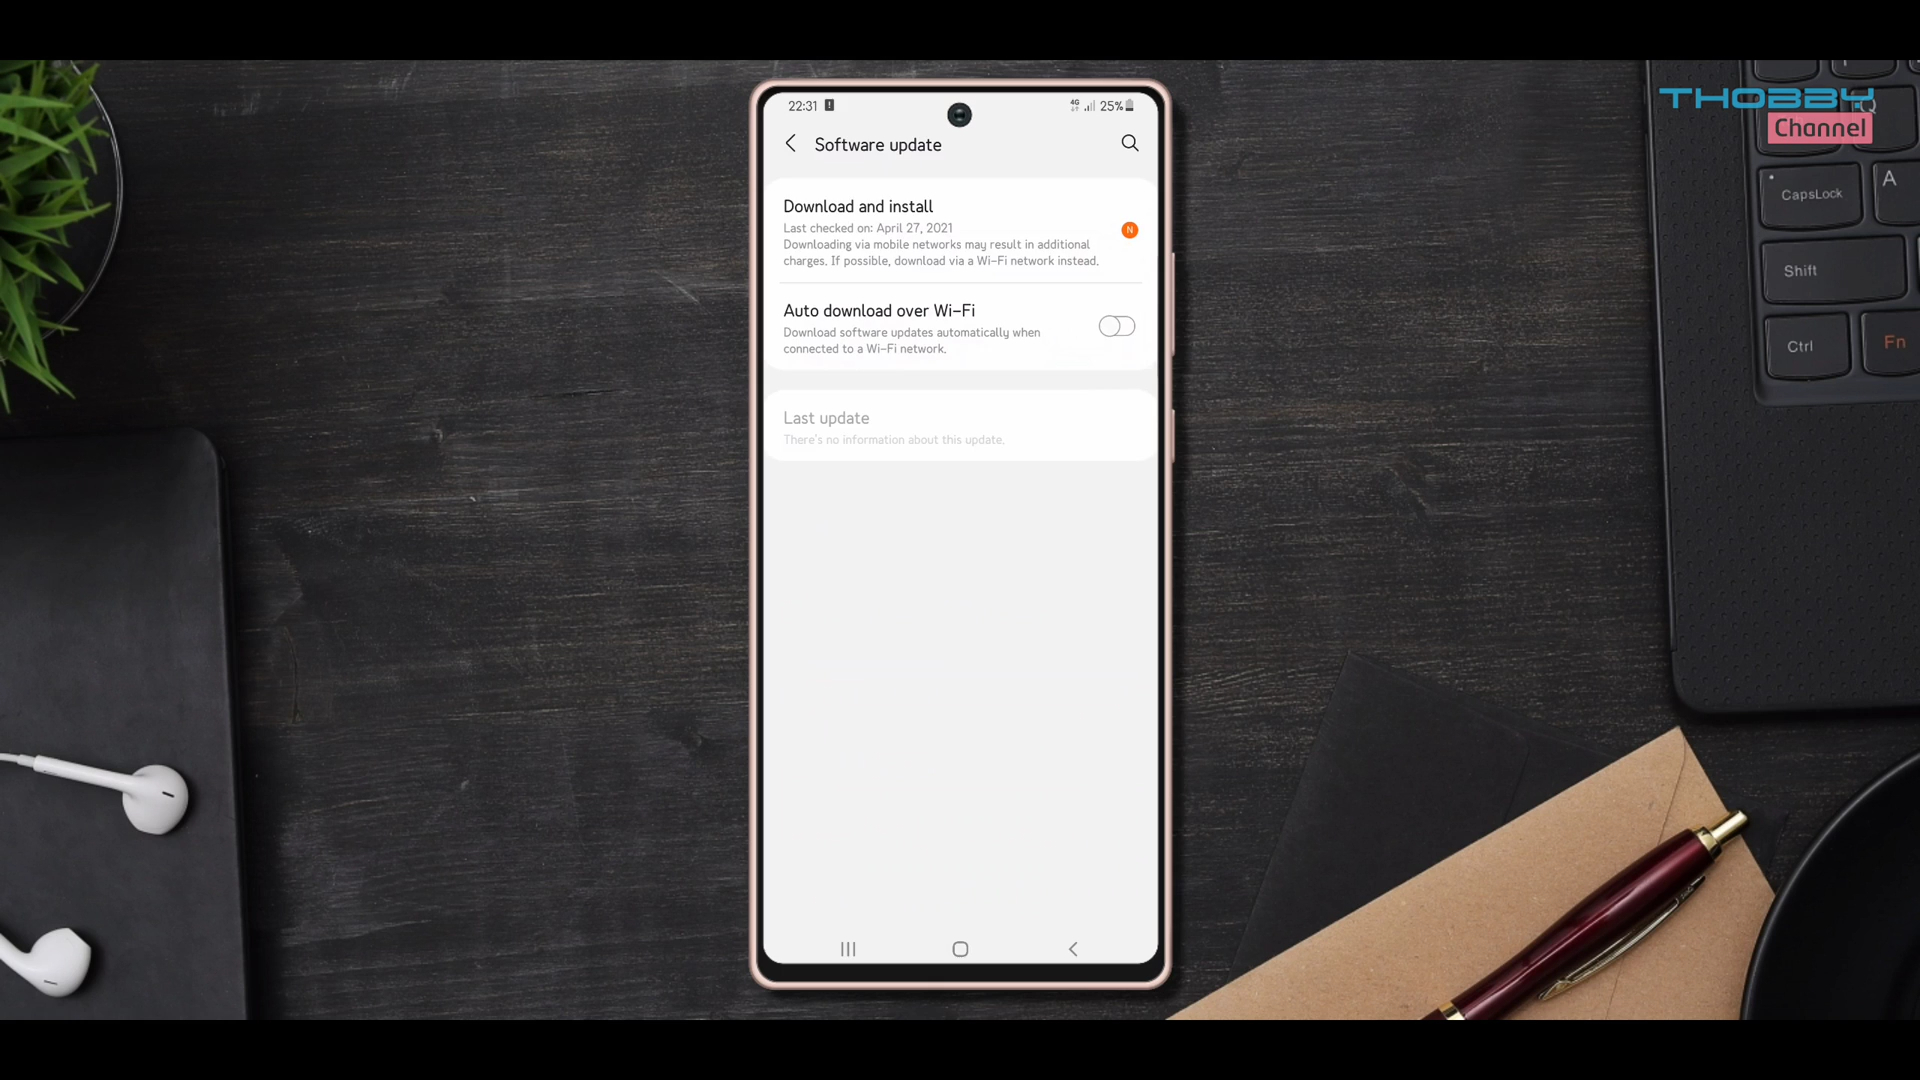 THOBBY
Channel
22:31
4G
25%
Software update
Download and install
Last checked on: April 27, 2021
Downloading via mobile networks may result in additional
charges. If possible, download via a Wi-Fi network instead.
N
Auto download over Wi-Fi
Download software updates automatically when
connected to a Wi-Fi network.
Last update
There's no information about this update.
Q
CapsLock
A
Shift
Ctrl
Fn